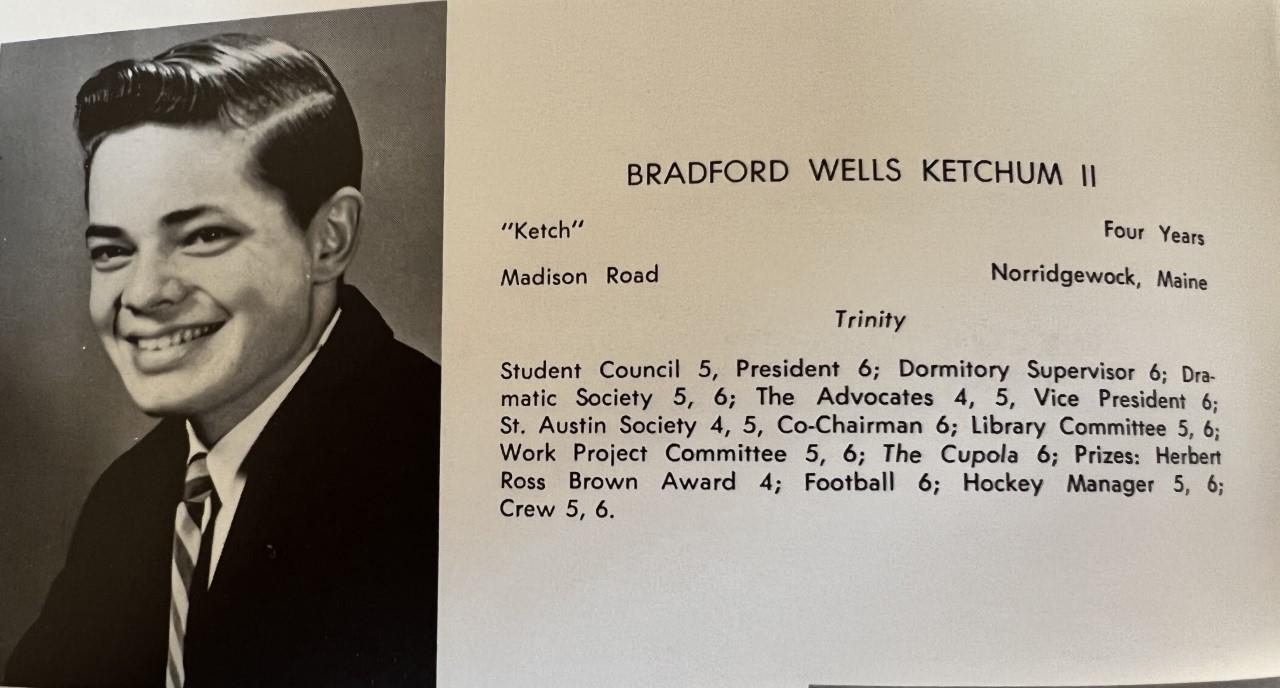 BRADFORD WELLS KETCHUM II
"Ketch" Four Years
Madison Road Norridgewock, Maine
Trinity
Student Council 5, President 6; Dormitory Supervisor 6; Dra-
matic Society 5, 6; The Advocates 4, 5, Vice President 6;
St. Austin Society 4, 5, Co-Chairman 6; Library Committee 5, 6;
Work Project Committee 5, 6; The Cupola 6; Prizes: Herbert
Ross Brown Award 4; Football 6; Hockey Manager 5, 6;
Crew 5, 6.